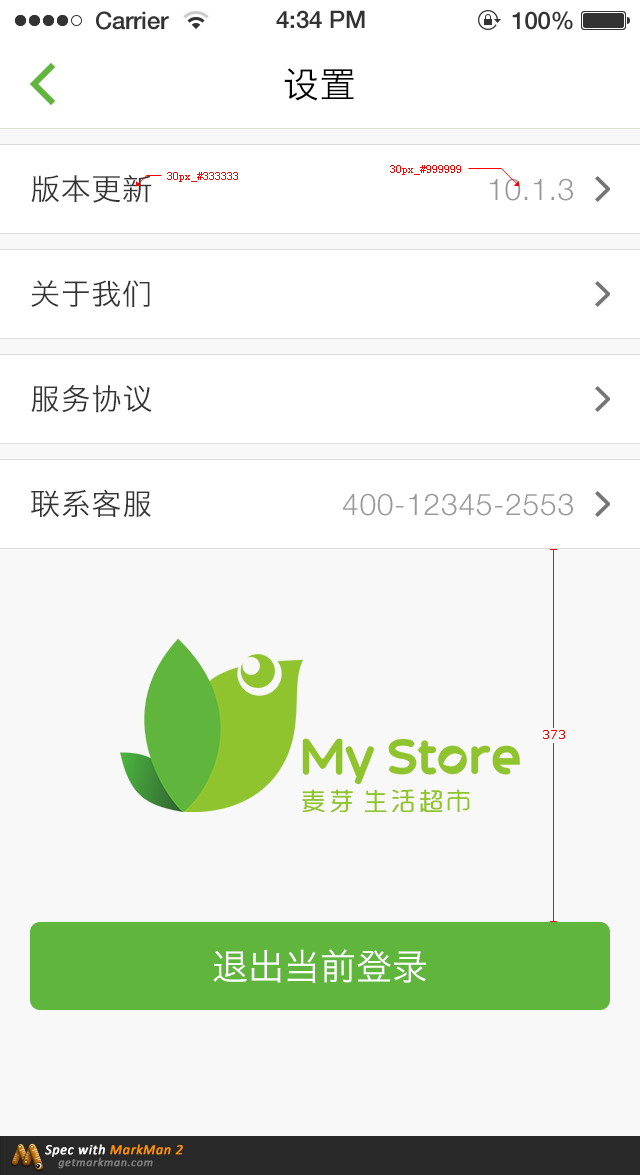 Carrier 4:34 PM 100%
设置
版本更新 30px_#333333 30px_#999999 10.1.3
关于我们
服务协议
联系客服 400-12345-2553
373
My Store
麦芽 生活超市
退出当前登录
Spec with MarkMan 2
getmarkman.com